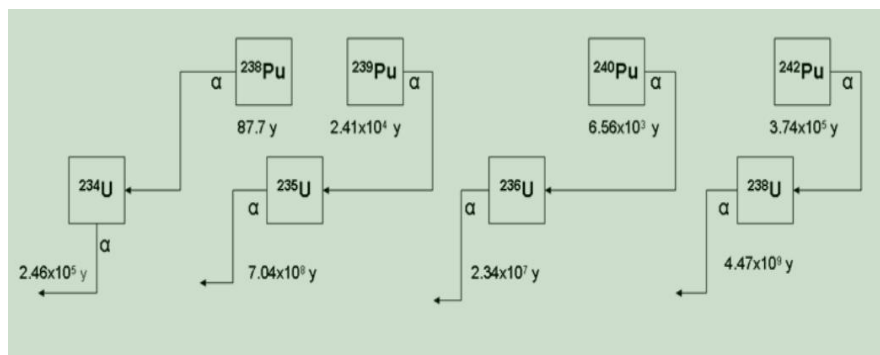 ²³⁸Pu
²³⁹Pu
²⁴⁰Pu
²⁴²Pu
α
α
α
α
87.7 y
2.41x10⁴ y
6.56x10³ y
3.74x10⁵ y
²³⁴U
²³⁵U
²³⁶U
²³⁸U
α
α
α
α
2.46x10⁵ y
7.04x10⁸ y
2.34x10⁷ y
4.47x10⁹ y